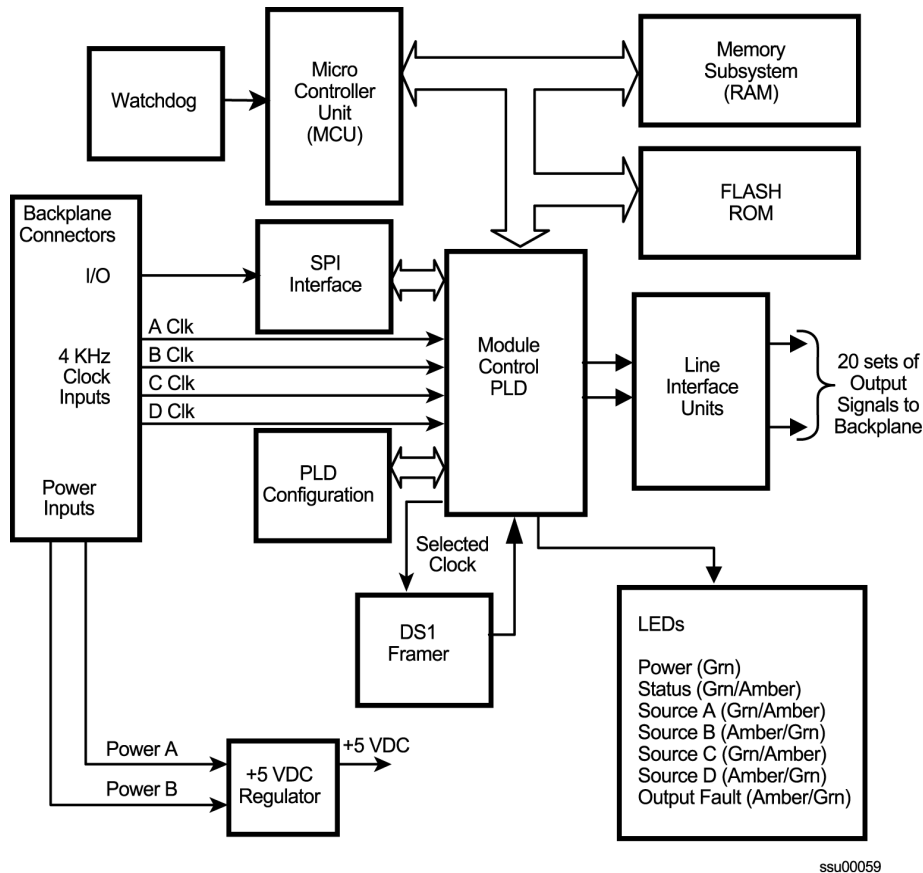 Watchdog
Micro
Controller
Unit
(MCU)
Memory
Subsystem
(RAM)
FLASH
ROM
Backplane
Connectors
I/O
4 KHz
Clock
Inputs
Power
Inputs
SPI
Interface
A Clk
B Clk
C Clk
D Clk
Module
Control
PLD
Line
Interface
Units
20 sets of
Output
Signals to
Backplane
PLD
Configuration
Selected
Clock
DS1
Framer
Power A
Power B
+5 VDC
Regulator
+5 VDC
LEDs
Power (Grn)
Status (Grn/Amber)
Source A (Grn/Amber)
Source B (Amber/Grn)
Source C (Grn/Amber)
Source D (Amber/Grn)
Output Fault (Amber/Grn)
ssu00059